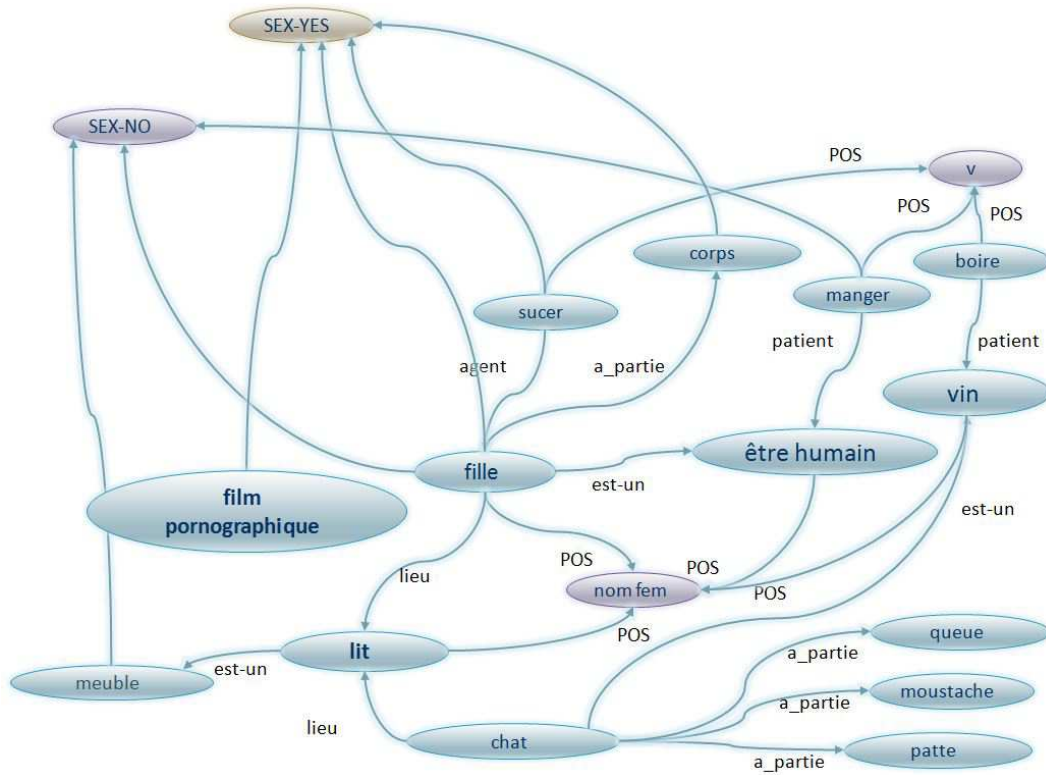 SEX-YES
SEX-NO
POS
v
POS
POS
corps
boire
sucer
manger
agent
a_partie
patient
patient
vin
être humain
fille
est-un
film
pornographique
est-un
lieu
POS
POS
nom fem
POS
lit
POS
queue
est-un
a_partie
meuble
moustache
lieu
a_partie
chat
patte
a_partie